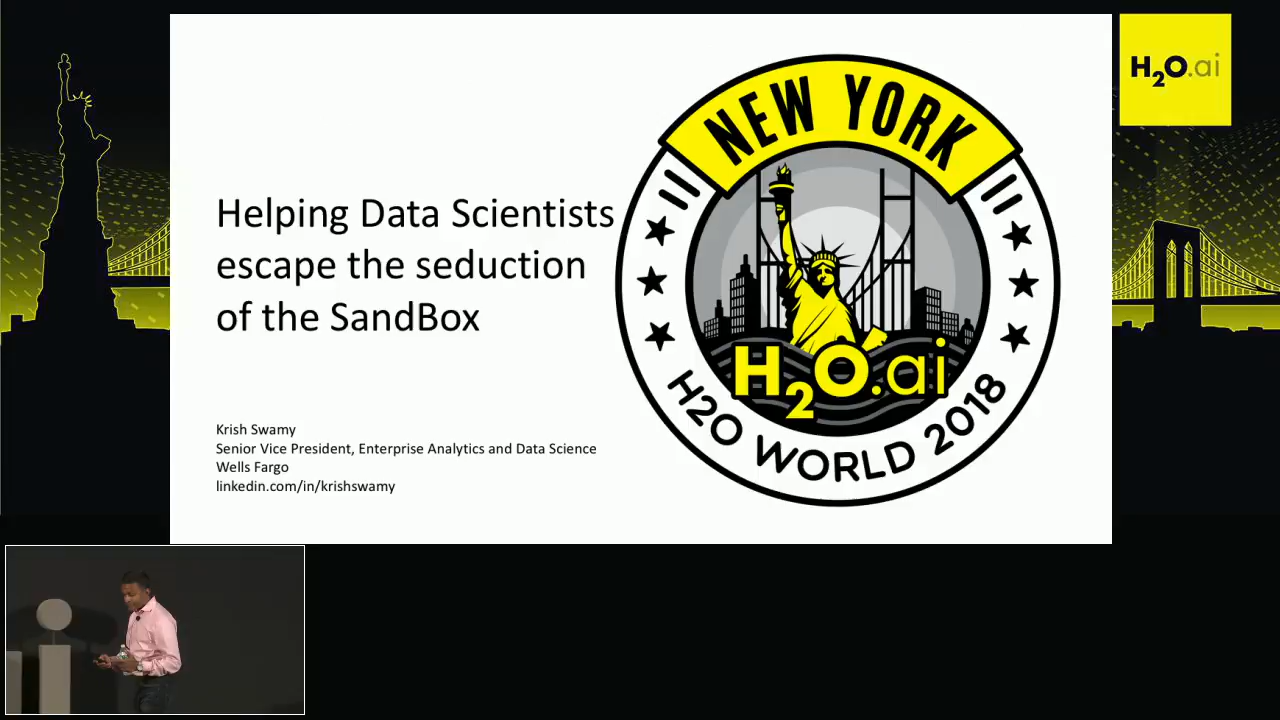 H2O.ai
NEW YORK
Helping Data Scientists
escape the seduction
of the SandBox
H2O.ai
H2O WORLD 2018
Krish Swamy
Senior Vice President, Enterprise Analytics and Data Science
Wells Fargo
linkedin.com/in/krishswamy